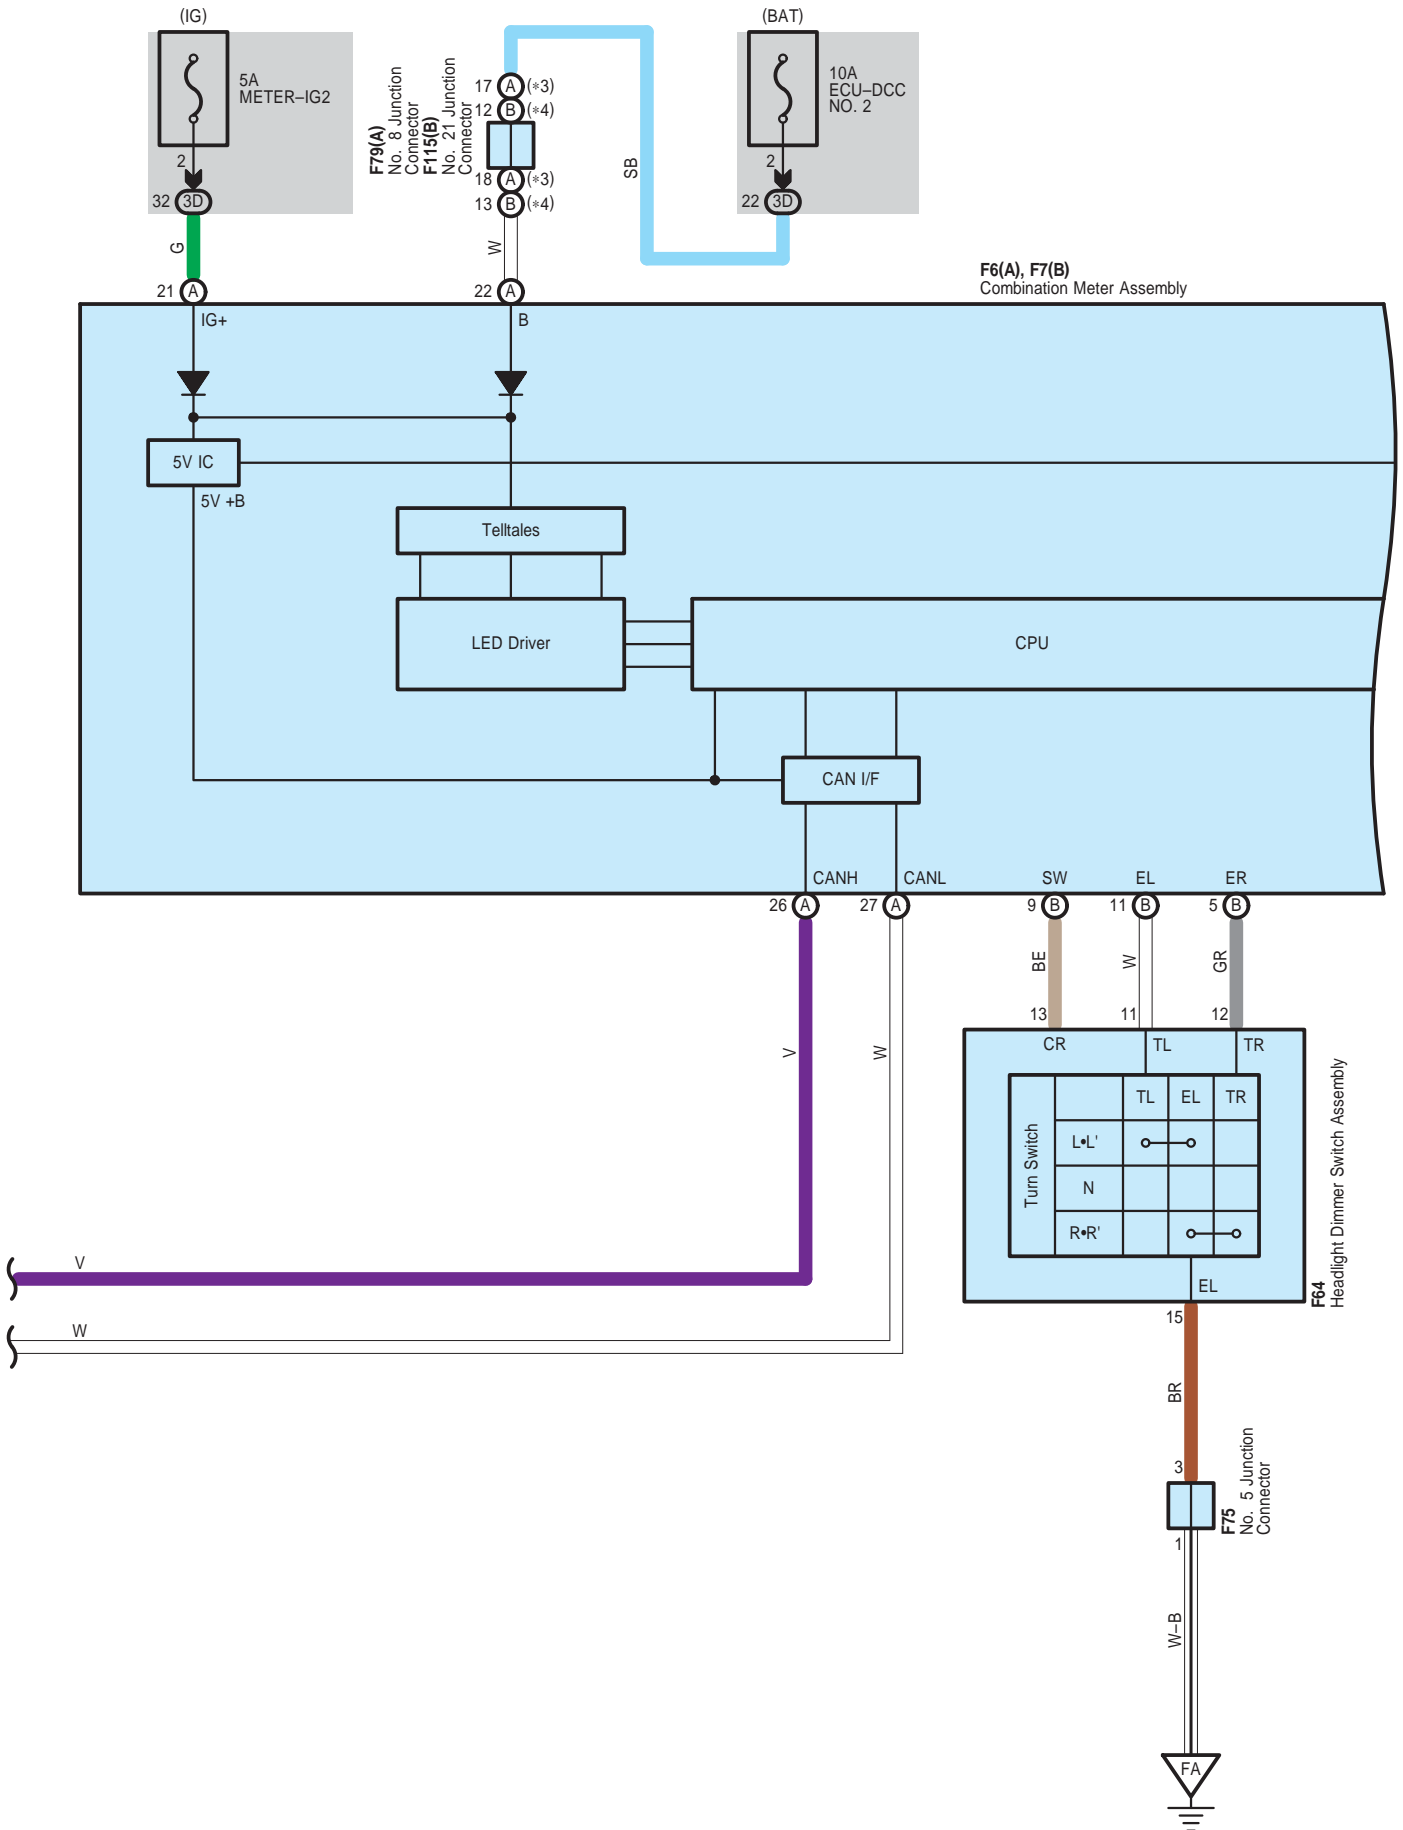 (IG)
5A
METER–IG2
2
32 3D
G
21 A
F79(A)
No. 8 Junction
Connector
F115(B)
No. 21 Junction
Connector
17 A (*3)
12 B (*4)
18 A (*3)
13 B (*4)
W
22 A
SB
(BAT)
10A
ECU–DCC
NO. 2
2
22 3D
F6(A), F7(B)
Combination Meter Assembly
IG+
B
5V IC
5V +B
Telltales
LED Driver
CPU
CAN I/F
CANH
CANL
SW
EL
ER
26 A
27 A
9 B
11 B
5 B
BE
W
GR
V
W
13
11
12
CR
TL
TR
Turn Switch
TL EL TR
L•L'
N
R•R'
EL
F64
Headlight Dimmer Switch Assembly
V
W
15
BR
3
F75
No. 5 Junction
Connector
1
W–B
FA